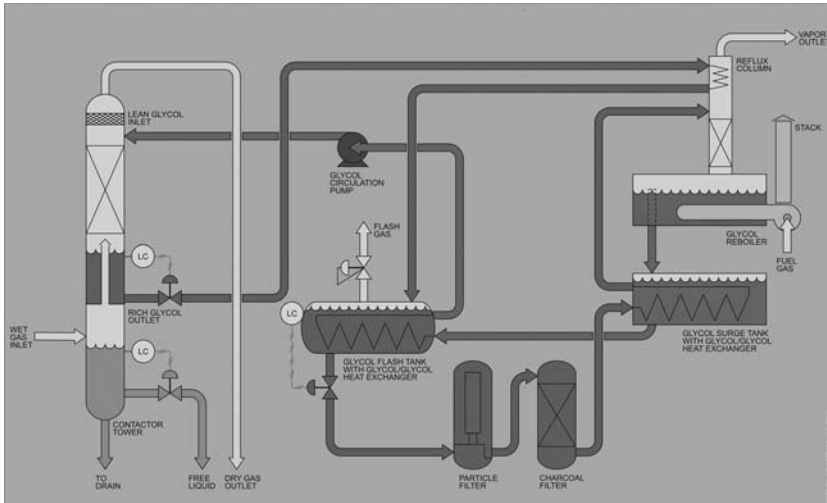 VAPOR
OUTLET
REFLUX
COLUMN
LEAN GLYCOL
INLET
STACK
GLYCOL
CIRCULATION
PUMP
FLASH
GAS
GLYCOL
REBOILER
FUEL
GAS
LC
RICH GLYCOL
OUTLET
LC
WET
GAS
INLET
LC
GLYCOL FLASH TANK
WITH GLYCOL/GLYCOL
HEAT EXCHANGER
GLYCOL SURGE TANK
WITH GLYCOL/GLYCOL
HEAT EXCHANGER
CONTACTOR
TOWER
TO
DRAIN
FREE
LIQUID
DRY GAS
OUTLET
PARTICLE
FILTER
CHARCOAL
FILTER